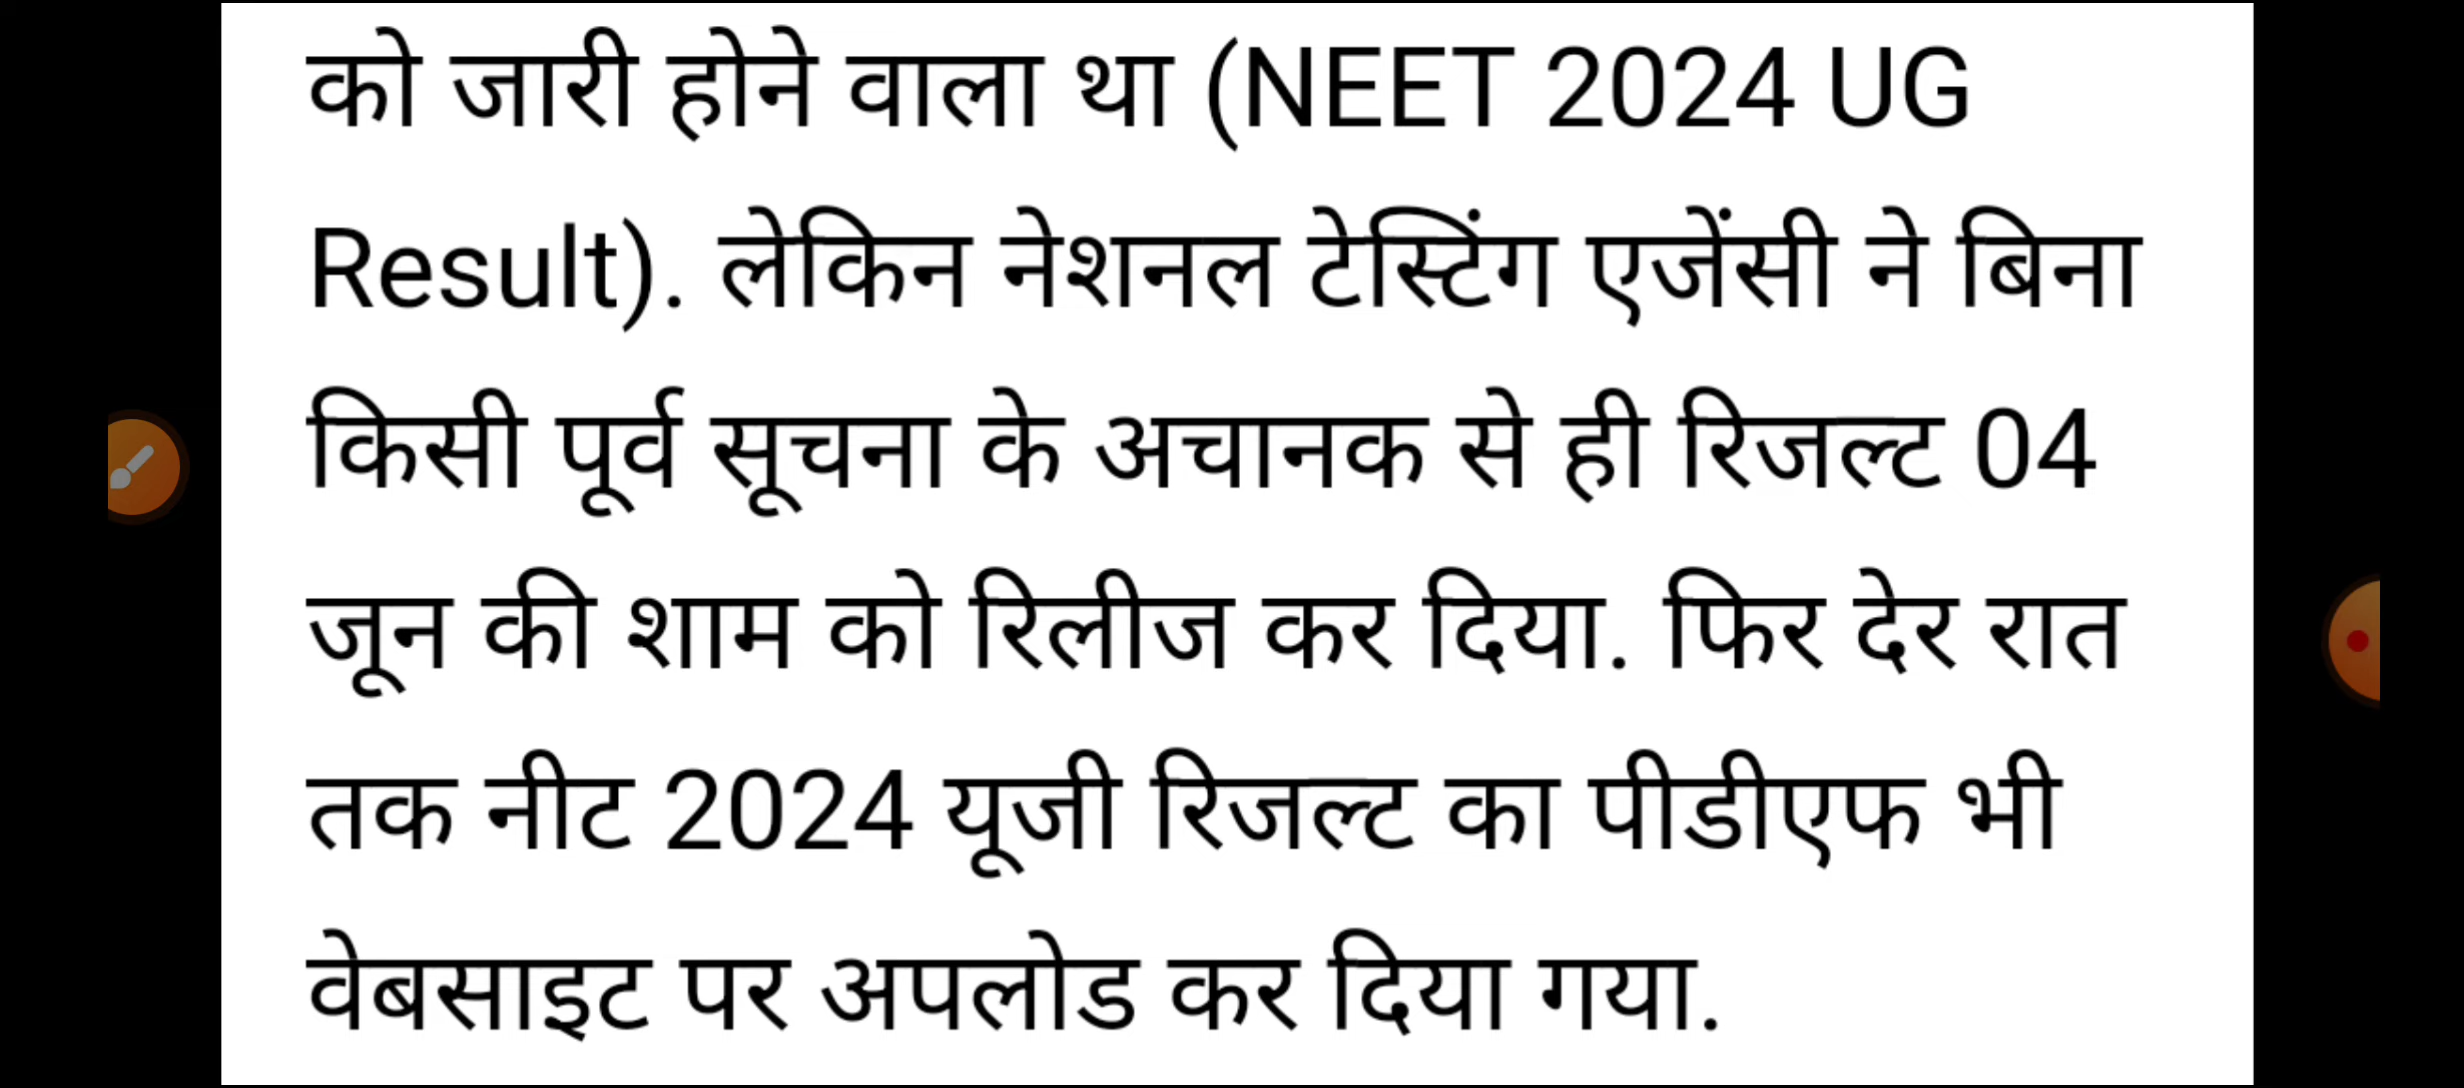 को जारी होने वाला था (NEET 2024 UG
Result). लेकिन नेशनल टेस्टिंग एजेंसी ने बिना
किसी पूर्व सूचना के अचानक से ही रिजल्ट 04
जून की शाम को रिलीज कर दिया. फिर देर रात
तक नीट 2024 यूजी रिजल्ट का पीडीएफ भी
वेबसाइट पर अपलोड कर दिया गया.